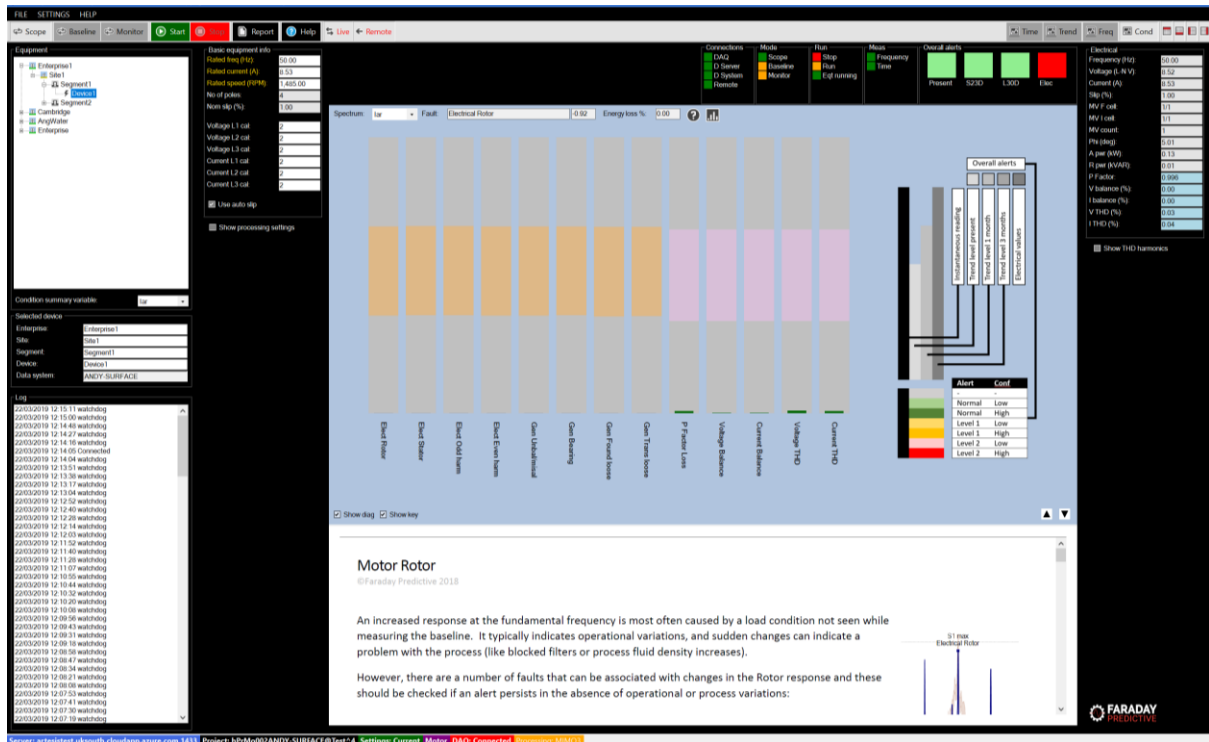 FILE SETTINGS HELP
Scope Baseline Monitor Start Stop Report Help Live Remote Time Trend Freq Cond
Equipment
Enterprise1
Site1
Segment1
Device1
Segment2
Cambridge
AngWater
Enterprise
Condition summary variable: Iar
Selected device
Enterprise: Enterprise1
Site: Site1
Segment: Segment1
Device: Device1
Data system: ANDY-SURFACE
Log
22/03/2019 12:15:11 watchdog
22/03/2019 12:15:00 watchdog
22/03/2019 12:14:48 watchdog
22/03/2019 12:14:27 watchdog
22/03/2019 12:14:16 watchdog
22/03/2019 12:14:05 Connected
22/03/2019 12:14:04 watchdog
22/03/2019 12:13:51 watchdog
22/03/2019 12:13:38 watchdog
22/03/2019 12:13:17 watchdog
22/03/2019 12:13:04 watchdog
22/03/2019 12:12:52 watchdog
22/03/2019 12:12:40 watchdog
22/03/2019 12:12:28 watchdog
22/03/2019 12:12:14 watchdog
22/03/2019 12:12:03 watchdog
22/03/2019 12:11:52 watchdog
22/03/2019 12:11:40 watchdog
22/03/2019 12:11:28 watchdog
22/03/2019 12:11:07 watchdog
22/03/2019 12:10:55 watchdog
22/03/2019 12:10:44 watchdog
22/03/2019 12:10:32 watchdog
22/03/2019 12:10:20 watchdog
22/03/2019 12:10:08 watchdog
22/03/2019 12:09:56 watchdog
22/03/2019 12:09:43 watchdog
22/03/2019 12:09:31 watchdog
22/03/2019 12:09:18 watchdog
22/03/2019 12:08:58 watchdog
22/03/2019 12:08:47 watchdog
22/03/2019 12:08:34 watchdog
22/03/2019 12:08:21 watchdog
22/03/2019 12:08:08 watchdog
22/03/2019 12:07:53 watchdog
22/03/2019 12:07:41 watchdog
22/03/2019 12:07:30 watchdog
22/03/2019 12:07:19 watchdog
Basic equipment info
Rated freq (Hz): 50.00
Rated current (A): 8.53
Rated speed (RPM): 1,485.00
No of poles: 4
Nom slip (%): 1.00
Voltage L1 cal: 2
Voltage L2 cal: 2
Voltage L3 cal: 2
Current L1 cal: 2
Current L2 cal: 2
Current L3 cal: 2
Use auto slip
Show processing settings
Connections
DAQ
D Server
D System
Remote
Mode
Scope
Baseline
Monitor
Run
Stop
Run
Eqt running
Meas
Frequency
Time
Overall alerts
Present S23D L30D Elec
Spectrum: Iar Fault: Electrical Rotor -0.92 Energy loss %: 0.00
Overall alerts
Instantaneous reading
Trend level present
Trend level 1 month
Trend level 3 months
Electrical values
Alert Conf
- -
Normal Low
Normal High
Level 1 Low
Level 1 High
Level 2 Low
Level 2 High
Elect Rotor
Elect Stator
Elect Odd harm
Elect Even harm
Gen Unbal/misal
Gen Bearing
Gen Found loose
Gen Trans loose
P Factor Loss
Voltage Balance
Current Balance
Voltage THD
Current THD
Show diag Show key
Motor Rotor
©Faraday Predictive 2018
An increased response at the fundamental frequency is most often caused by a load condition not seen while
measuring the baseline. It typically indicates operational variations, and sudden changes can indicate a
problem with the process (like blocked filters or process fluid density increases).
However, there are a number of faults that can be associated with changes in the Rotor response and these
should be checked if an alert persists in the absence of operational or process variations:
S1 max
Electrical Rotor
Electrical
Frequency (Hz): 50.00
Voltage (L-N V): 8.52
Current (A): 8.53
Slip (%): 1.00
MV F cell: 1/1
MV I cell: 1/1
MV count: 1
Phi (deg): 5.01
A pwr (kW): 0.13
R pwr (kVAR): 0.01
P Factor: 0.996
V balance (%): 0.00
I balance (%): 0.00
V THD (%): 0.03
I THD (%): 0.04
Show THD harmonics
FARADAY
PREDICTIVE
Settings: Current Motor DAQ: Connected